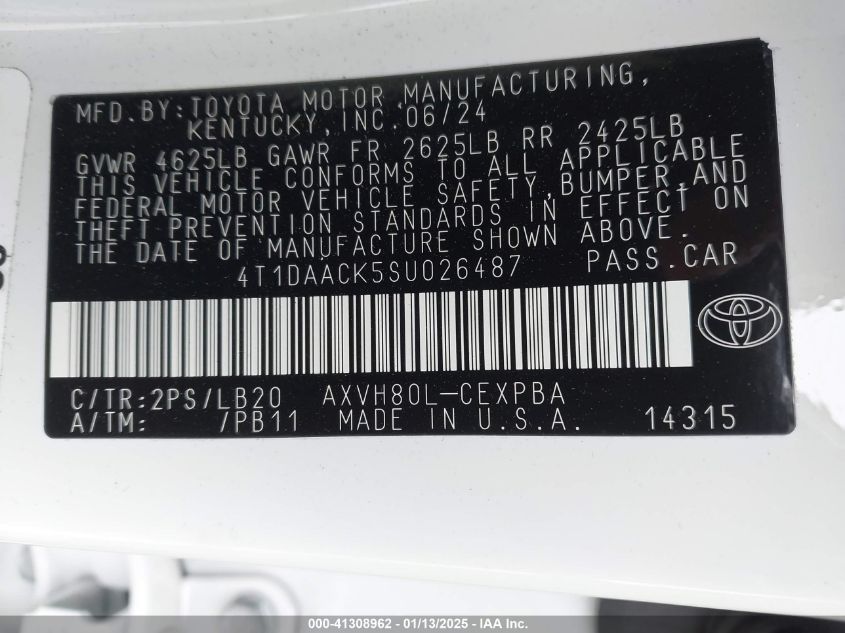 MFD. BY: TOYOTA MOTOR MANUFACTURING,
KENTUCKY, INC. 06/24
GVWR 4625LB GAWR FR 2625LB RR 2425LB
THIS VEHICLE CONFORMS TO ALL APPLICABLE
FEDERAL MOTOR VEHICLE SAFETY, BUMPER, AND
THEFT PREVENTION STANDARDS IN EFFECT ON
THE DATE OF MANUFACTURE SHOWN ABOVE.
4T1DAACK5SU026487 PASS. CAR
C/TR: 2PS/LB20 AXVH80L-CEXPBA
A/TM: /PB11 MADE IN U.S.A. 14315
000-41308962 - 01/13/2025 - IAA Inc.